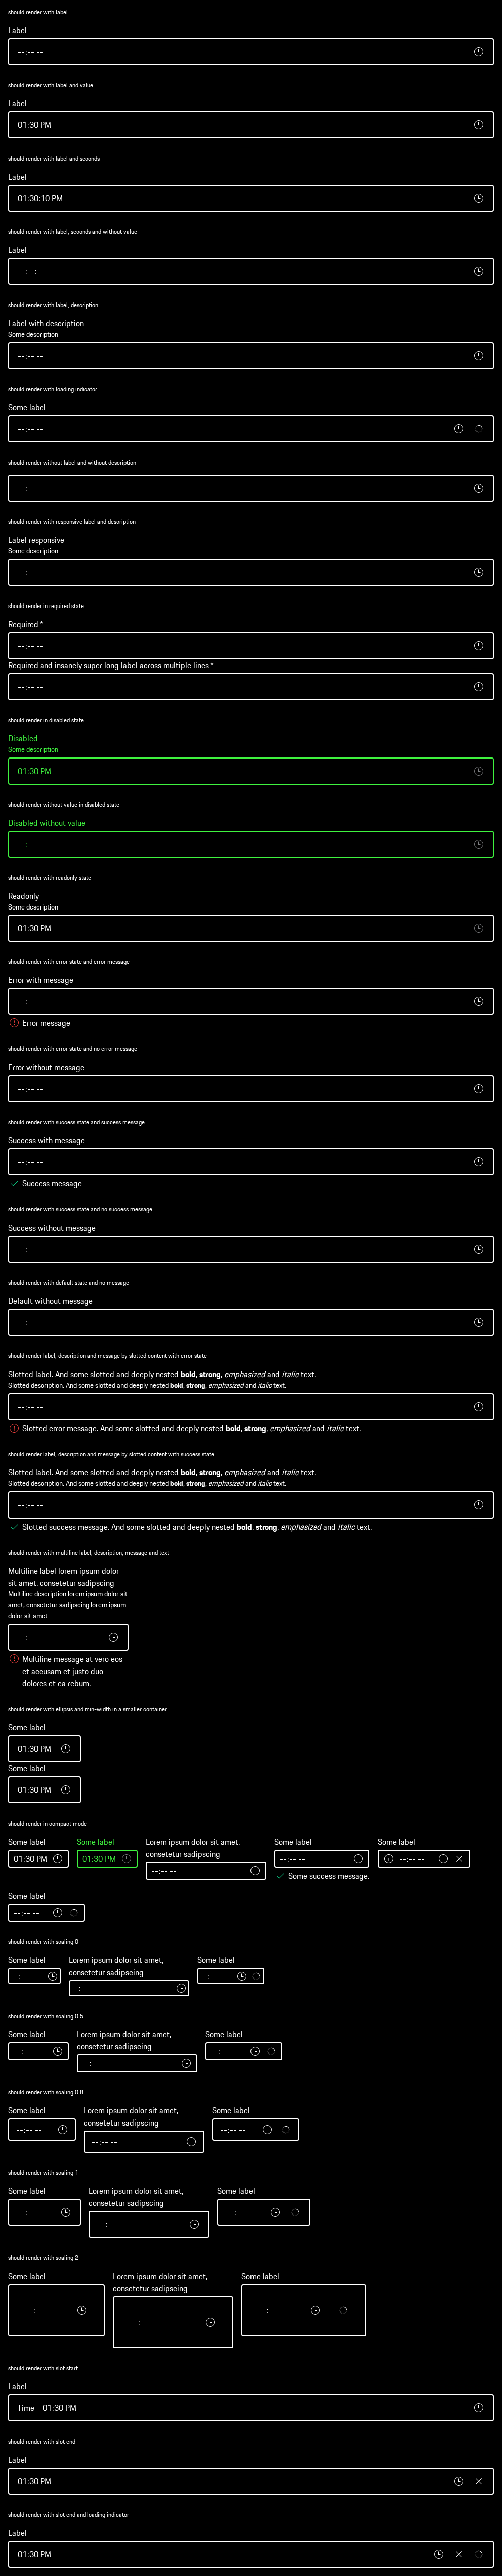 should render with label
Label
--:-- --
should render with label and value
Label
01:30 PM
should render with label and seconds
Label
01:30:10 PM
should render with label, seconds and without value
Label
--:--:-- --
should render with label, description
Label with description
Some description
--:-- --
should render with loading indicator
Some label
--:-- --
should render without label and without description
--:-- --
should render with responsive label and description
Label responsive
Some description
--:-- --
should render in required state
Required *
--:-- --
Required and insanely super long label across multiple lines *
--:-- --
should render in disabled state
Disabled
Some description
01:30 PM
should render without value in disabled state
Disabled without value
--:-- --
should render with readonly state
Readonly
Some description
01:30 PM
should render with error state and error message
Error with message
--:-- --
Error message
should render with error state and no error message
Error without message
--:-- --
should render with success state and success message
Success with message
--:-- --
Success message
should render with success state and no success message
Success without message
--:-- --
should render with default state and no message
Default without message
--:-- --
should render label, description and message by slotted content with error state
Slotted label. And some slotted and deeply nested bold, strong, emphasized and italic text.
Slotted description. And some slotted and deeply nested bold, strong, emphasized and italic text.
--:-- --
Slotted error message. And some slotted and deeply nested bold, strong, emphasized and italic text.
should render label, description and message by slotted content with success state
Slotted label. And some slotted and deeply nested bold, strong, emphasized and italic text.
Slotted description. And some slotted and deeply nested bold, strong, emphasized and italic text.
--:-- --
Slotted success message. And some slotted and deeply nested bold, strong, emphasized and italic text.
should render with multiline label, description, message and text
Multiline label lorem ipsum dolor
sit amet, consetetur sadipscing
Multiline description lorem ipsum dolor sit
amet, consetetur sadipscing lorem ipsum
dolor sit amet
--:-- --
Multiline message at vero eos
et accusam et justo duo
dolores et ea rebum.
should render with ellipsis and min-width in a smaller container
Some label
01:30 PM
Some label
01:30 PM
should render in compact mode
Some label
01:30 PM
Some label
01:30 PM
Lorem ipsum dolor sit amet,
consetetur sadipscing
--:-- --
Some label
--:-- --
Some success message.
Some label
--:-- --
Some label
--:-- --
should render with scaling 0
Some label
--:-- --
Lorem ipsum dolor sit amet,
consetetur sadipscing
--:-- --
Some label
--:-- --
should render with scaling 0.5
Some label
--:-- --
Lorem ipsum dolor sit amet,
consetetur sadipscing
--:-- --
Some label
--:-- --
should render with scaling 0.8
Some label
--:-- --
Lorem ipsum dolor sit amet,
consetetur sadipscing
--:-- --
Some label
--:-- --
should render with scaling 1
Some label
--:-- --
Lorem ipsum dolor sit amet,
consetetur sadipscing
--:-- --
Some label
--:-- --
should render with scaling 2
Some label
--:-- --
Lorem ipsum dolor sit amet,
consetetur sadipscing
--:-- --
Some label
--:-- --
should render with slot start
Label
Time 01:30 PM
should render with slot end
Label
01:30 PM
should render with slot end and loading indicator
Label
01:30 PM